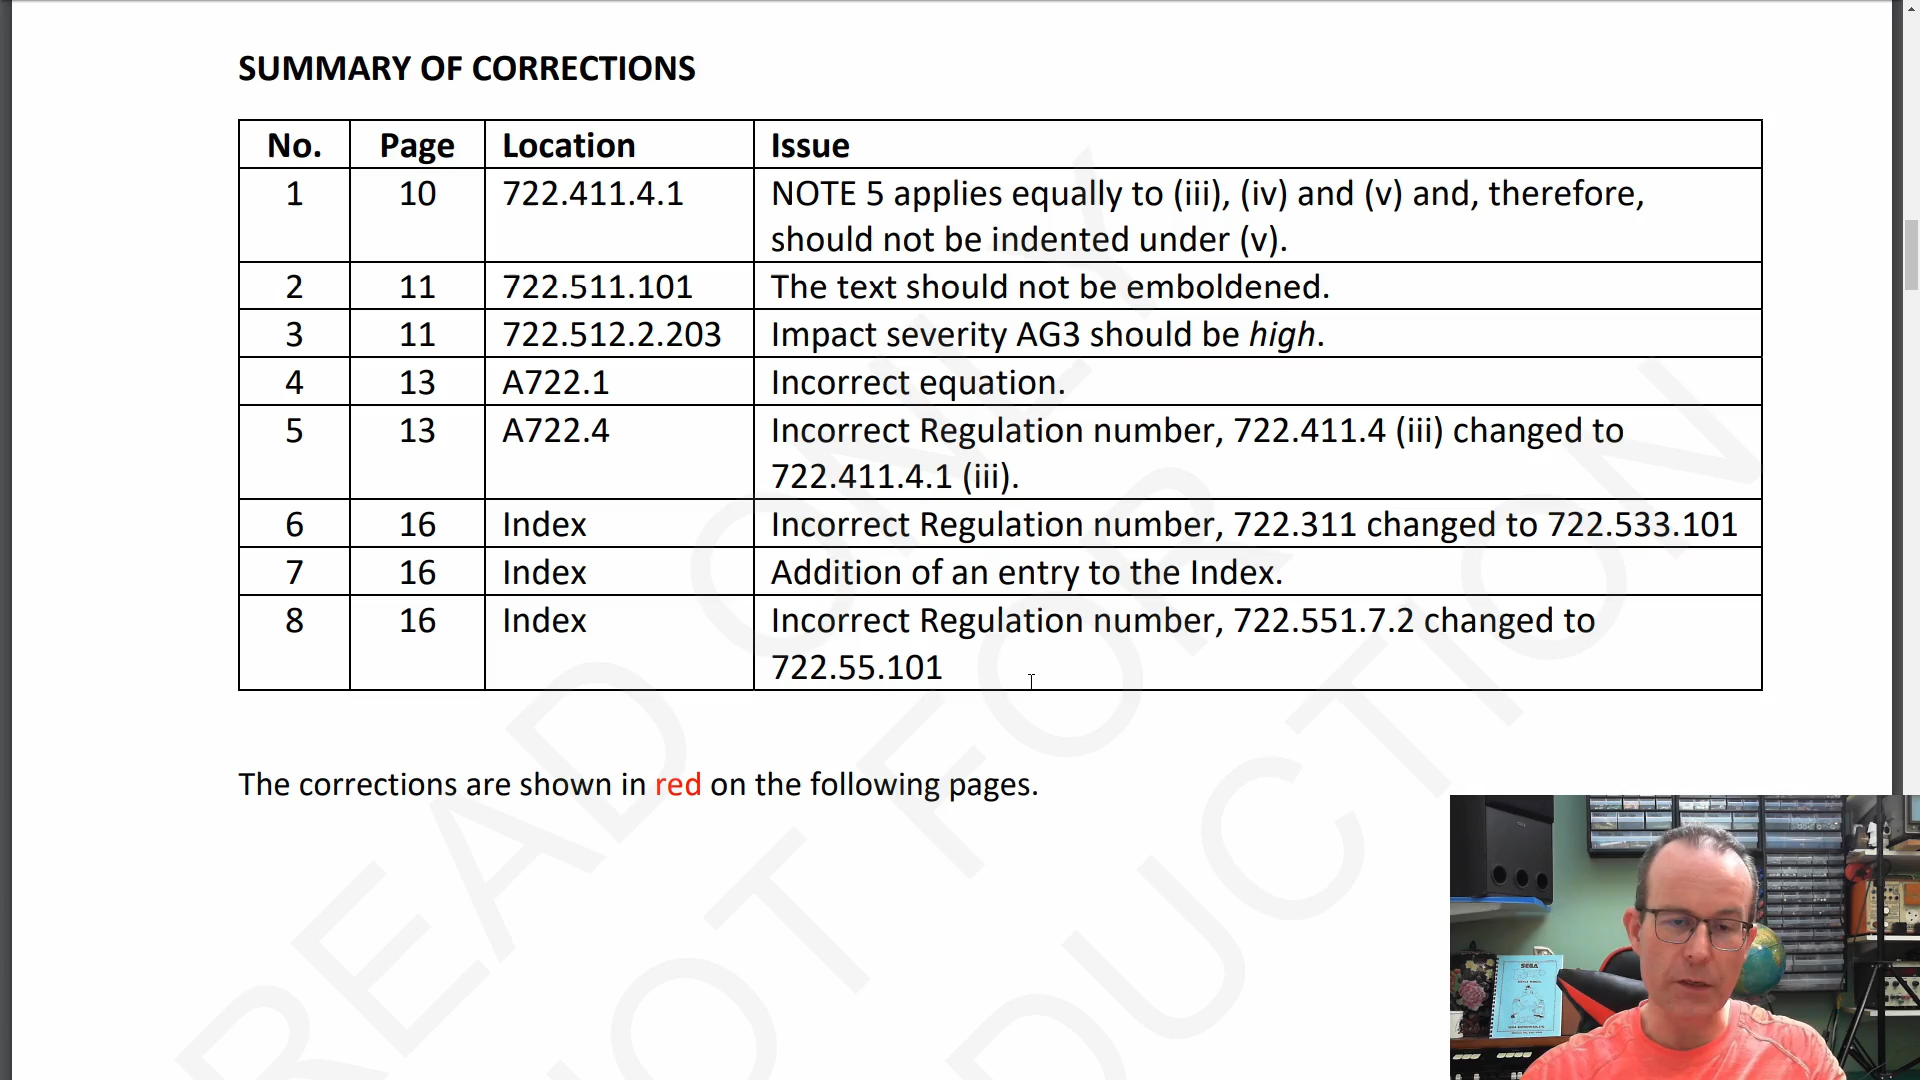 SUMMARY OF CORRECTIONS
No. Page Location Issue
1 10 722.411.4.1 NOTE 5 applies equally to (iii), (iv) and (v) and, therefore,
should not be indented under (v).
2 11 722.511.101 The text should not be emboldened.
3 11 722.512.2.203 Impact severity AG3 should be high.
4 13 A722.1 Incorrect equation.
5 13 A722.4 Incorrect Regulation number, 722.411.4 (iii) changed to
722.411.4.1 (iii).
6 16 Index Incorrect Regulation number, 722.311 changed to 722.533.101
7 16 Index Addition of an entry to the Index.
8 16 Index Incorrect Regulation number, 722.551.7.2 changed to
722.55.101
The corrections are shown in red on the following pages.
READ ONLY
NOT FOR
DUCTION
SEGA